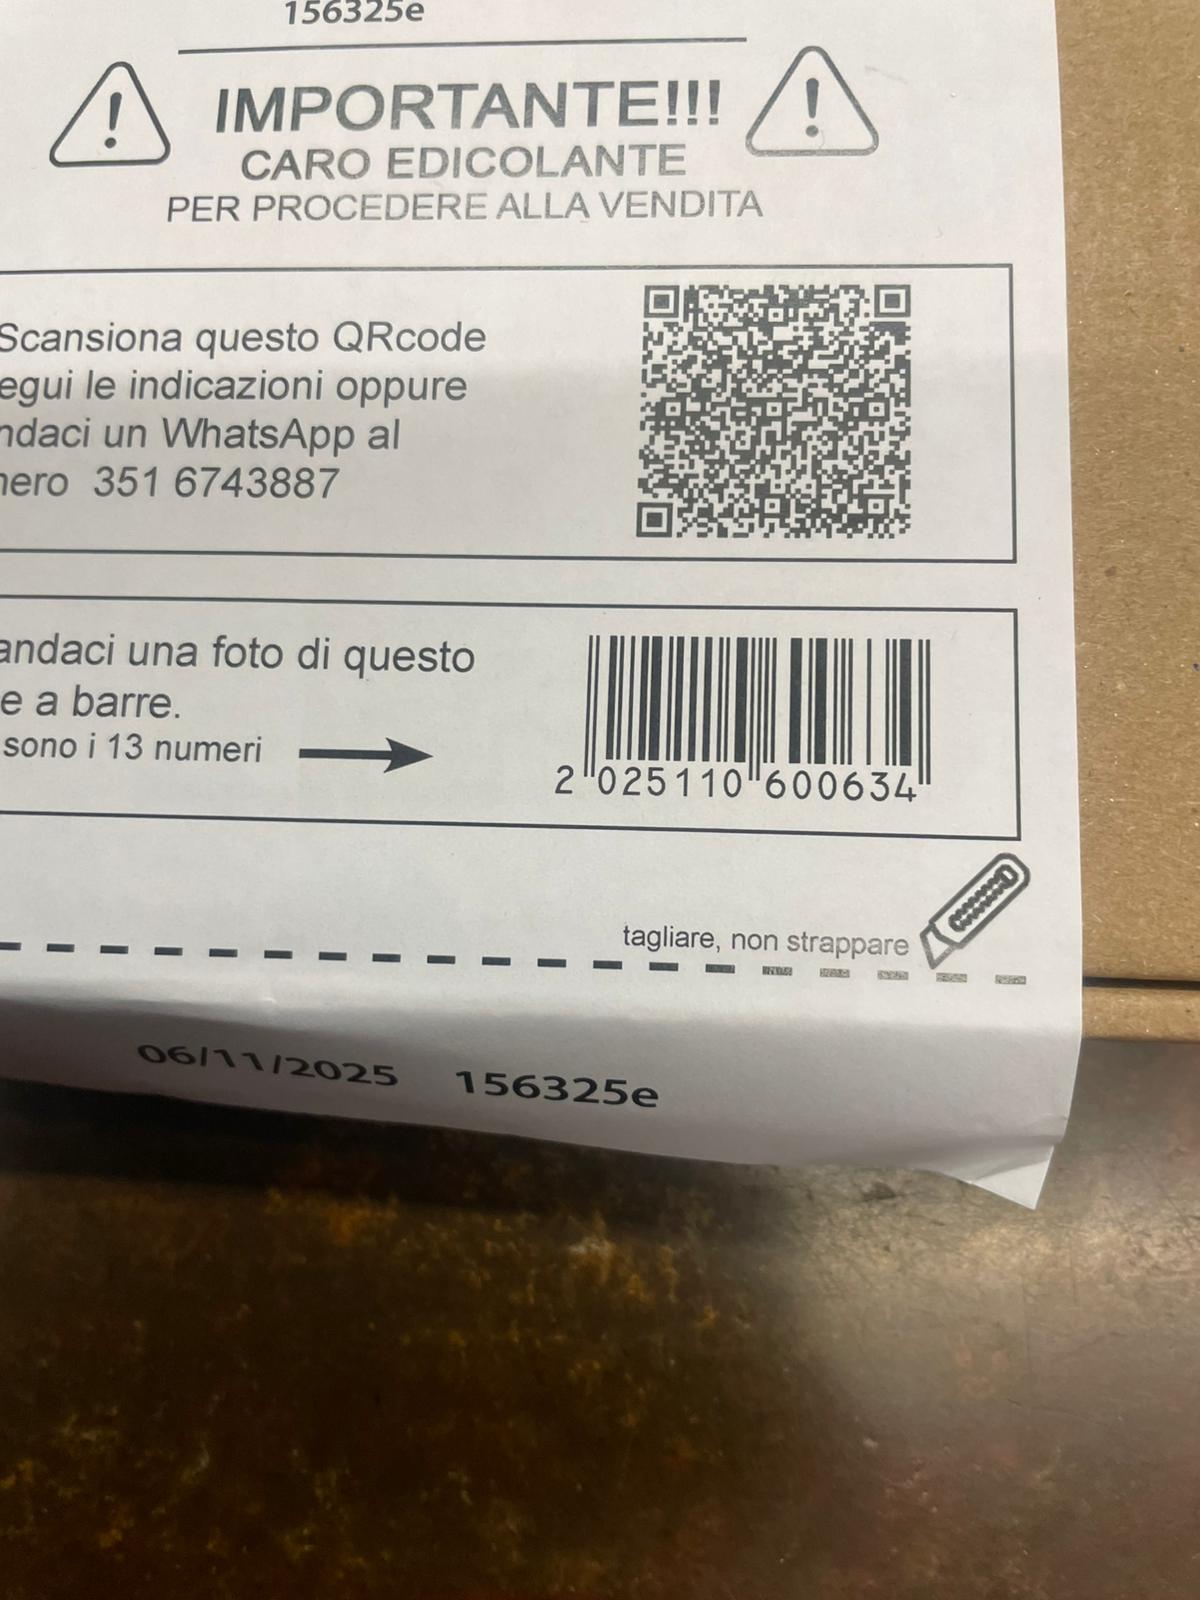 156325e
IMPORTANTE!!!
CARO EDICOLANTE
PER PROCEDERE ALLA VENDITA
Scansiona questo QRcode
egui le indicazioni oppure
ndaci un WhatsApp al
nero 351 6743887
andaci una foto di questo
e a barre.
sono i 13 numeri
2 025110 600634
tagliare, non strappare
06/11/2025 156325e